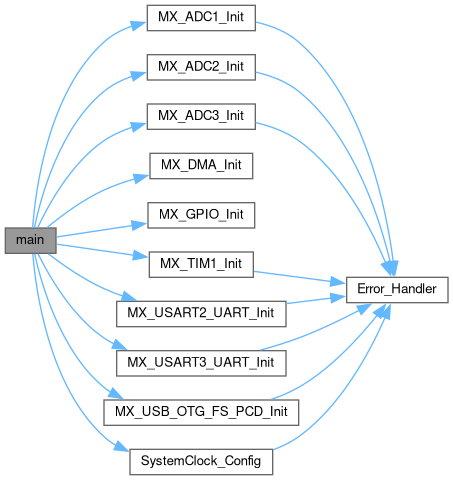 MX_ADC1_Init
MX_ADC2_Init
MX_ADC3_Init
MX_DMA_Init
MX_GPIO_Init
main
MX_TIM1_Init
Error_Handler
MX_USART2_UART_Init
MX_USART3_UART_Init
MX_USB_OTG_FS_PCD_Init
SystemClock_Config